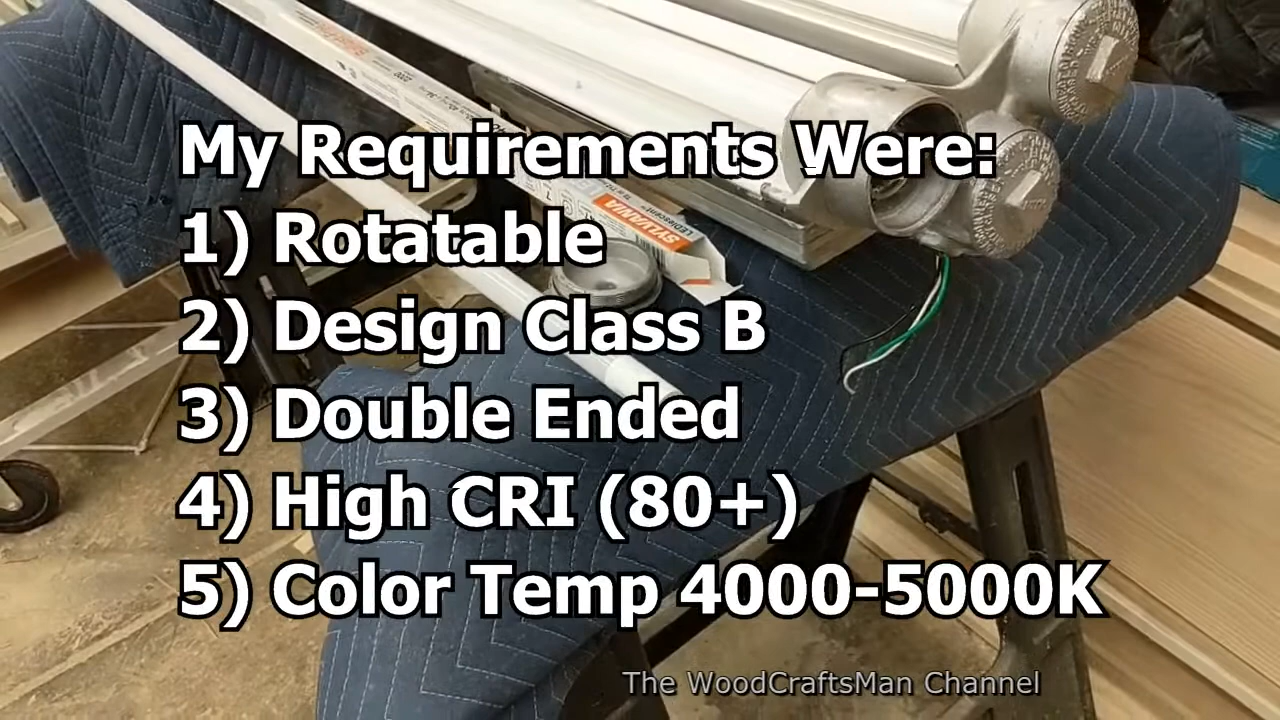 My Requirements Were:
1) Rotatable
2) Design Class B
3) Double Ended
4) High CRI (80+)
5) Color Temp 4000-5000K
SYLVANIA
LEDlescent™
The WoodCraftsMan Channel